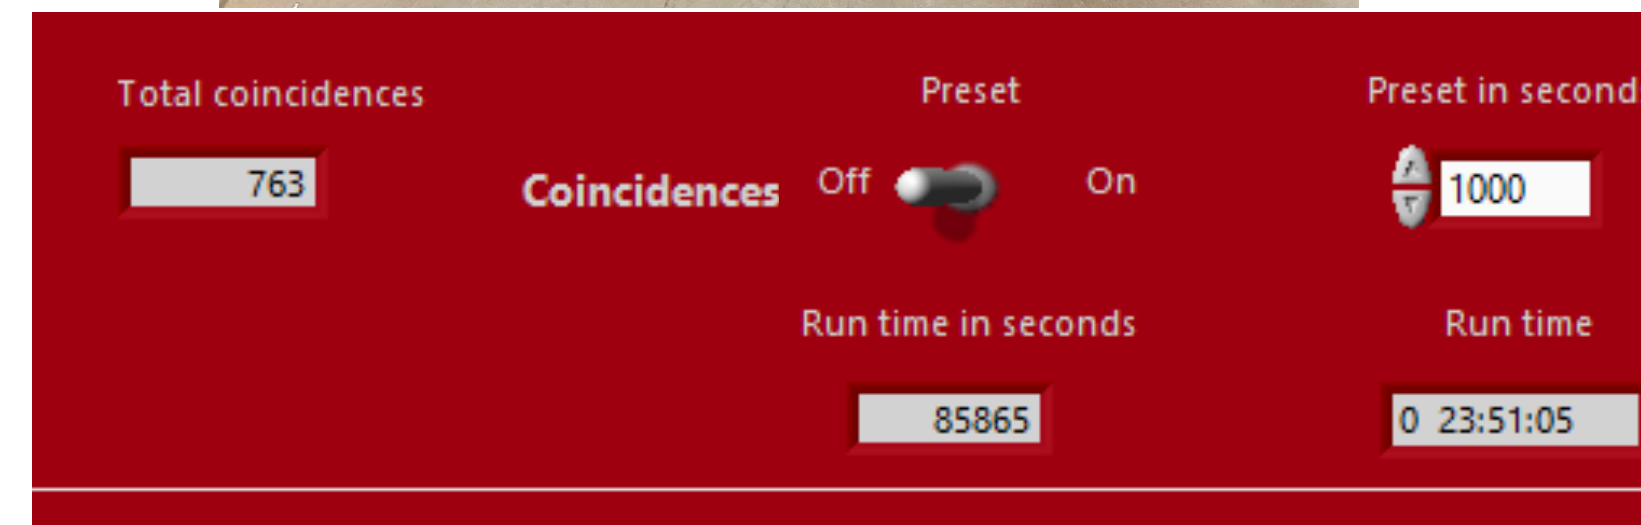 Total coincidences
763
Coincidences
Preset
Off
On
Preset in second
1000
Run time in seconds
85865
Run time
0 23:51:05